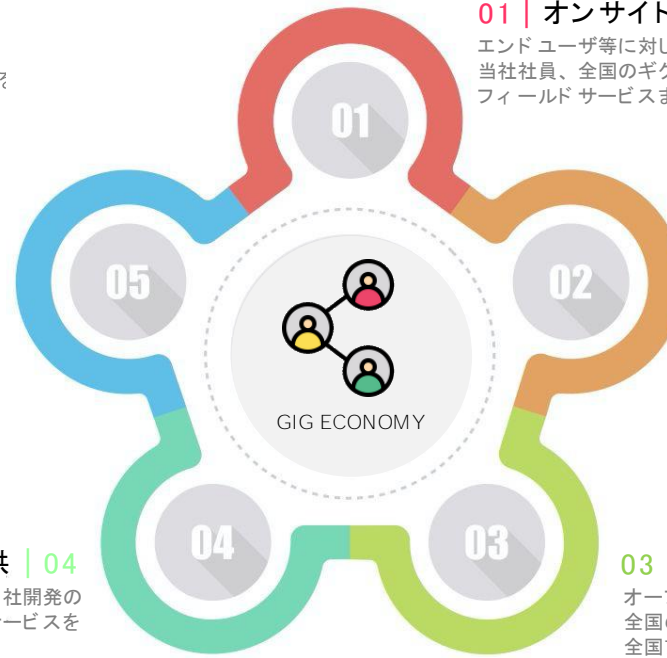 01 | オンサイト
エンドユーザ等に対し
当社社員、全国のギク
フィールドサービスま
01
05
02
GIG ECONOMY
04
03
供 | 04
社開発の
ービスを
03
オー
全国の
全国